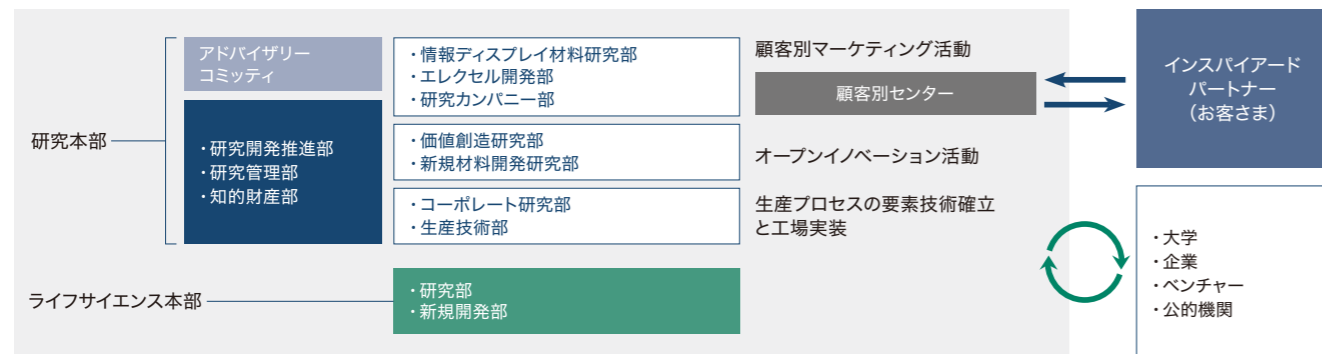 研究本部
アドバイザリー
コミッティ
・研究開発推進部
・研究管理部
・知的財産部
・情報ディスプレイ材料研究部
・エレクセル開発部
・研究カンパニー部
・価値創造研究部
・新規材料開発研究部
・コーポレート研究部
・生産技術部
顧客別マーケティング活動
顧客別センター
オープンイノベーション活動
生産プロセスの要素技術確立
と工場実装
ライフサイエンス本部
・研究部
・新規開発部
インスパイアード
パートナー
（お客さま）
・大学
・企業
・ベンチャー
・公的機関